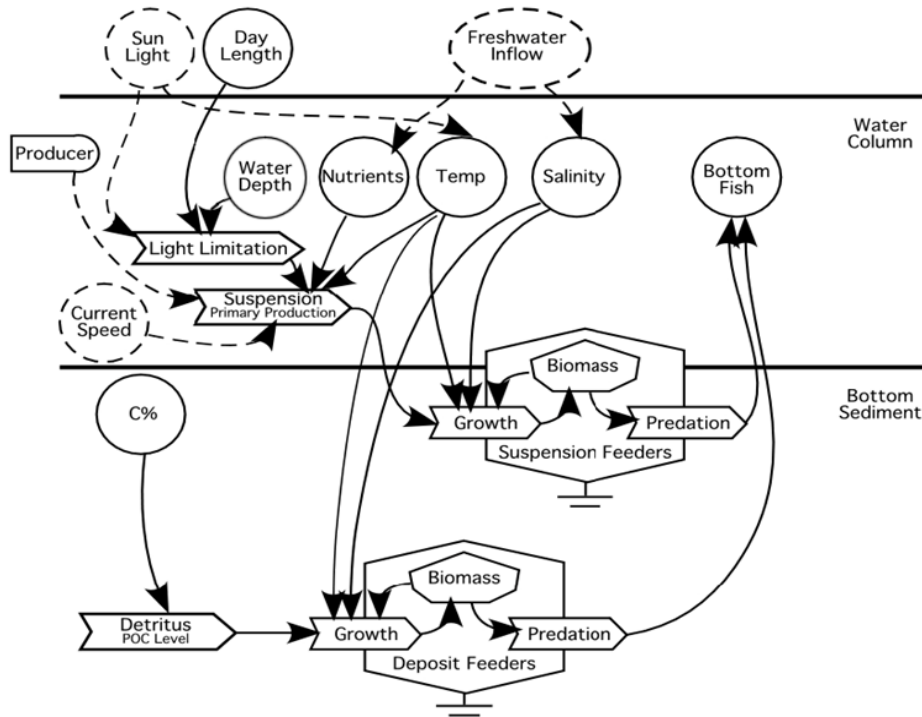 Sun
Light
Day
Length
Freshwater
Inflow
Water
Column
Producer
Water
Depth
Nutrients
Temp
Salinity
Bottom
Fish
Light Limitation
Suspension
Primary Production
Current
Speed
Biomass
Bottom
Sediment
C%
Growth
Predation
Suspension Feeders
Biomass
Detritus
POC Level
Growth
Predation
Deposit Feeders